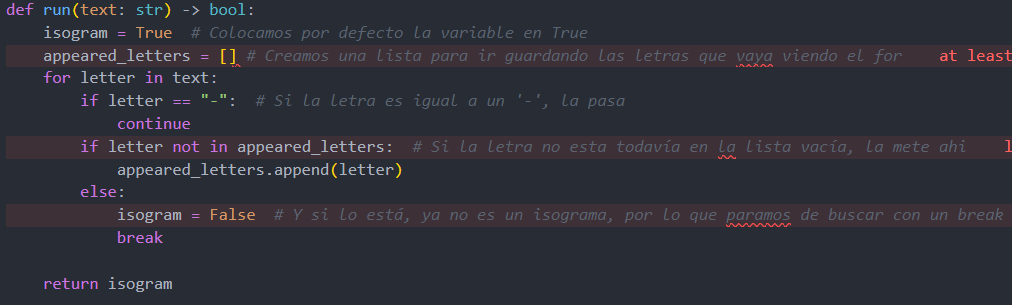 def run(text: str) -> bool:
    isogram = True  # Colocamos por defecto la variable en True
    appeared_letters = [] # Creamos una lista para ir guardando las letras que vaya viendo el for    at least
    for letter in text:
        if letter == "-":  # Si la letra es igual a un '-', la pasa
            continue
        if letter not in appeared_letters:  # Si la letra no esta todavía en la lista vacía, la mete ahi    l
            appeared_letters.append(letter)
        else:
            isogram = False  # Y si lo está, ya no es un isograma, por lo que paramos de buscar con un break
            break
    return isogram